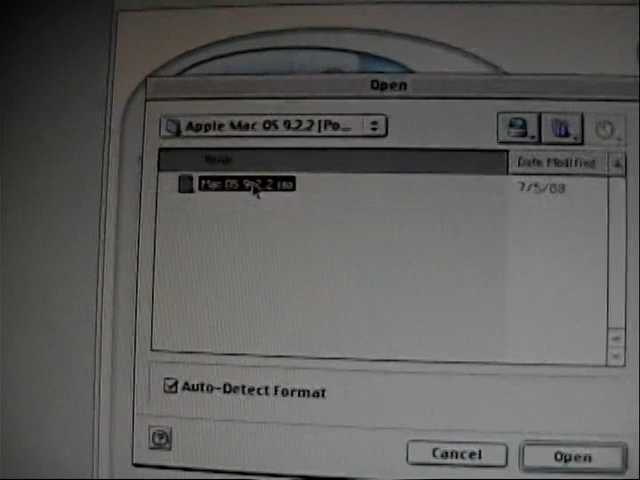 Open
Apple Mac OS 9.2.2 [Po...
Name Date Modified
Mac OS 9.2.2 iso 7/5/08
Auto-Detect Format
?
Cancel Open